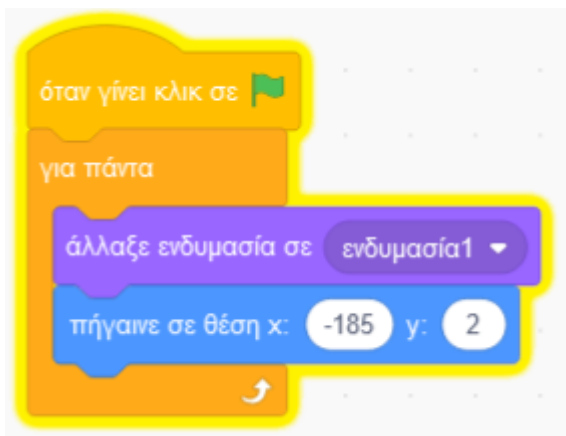 όταν γίνει κλικ σε
για πάντα
άλλαξε ενδυμασία σε ενδυμασία1
πήγαινε σε θέση x: -185 y: 2